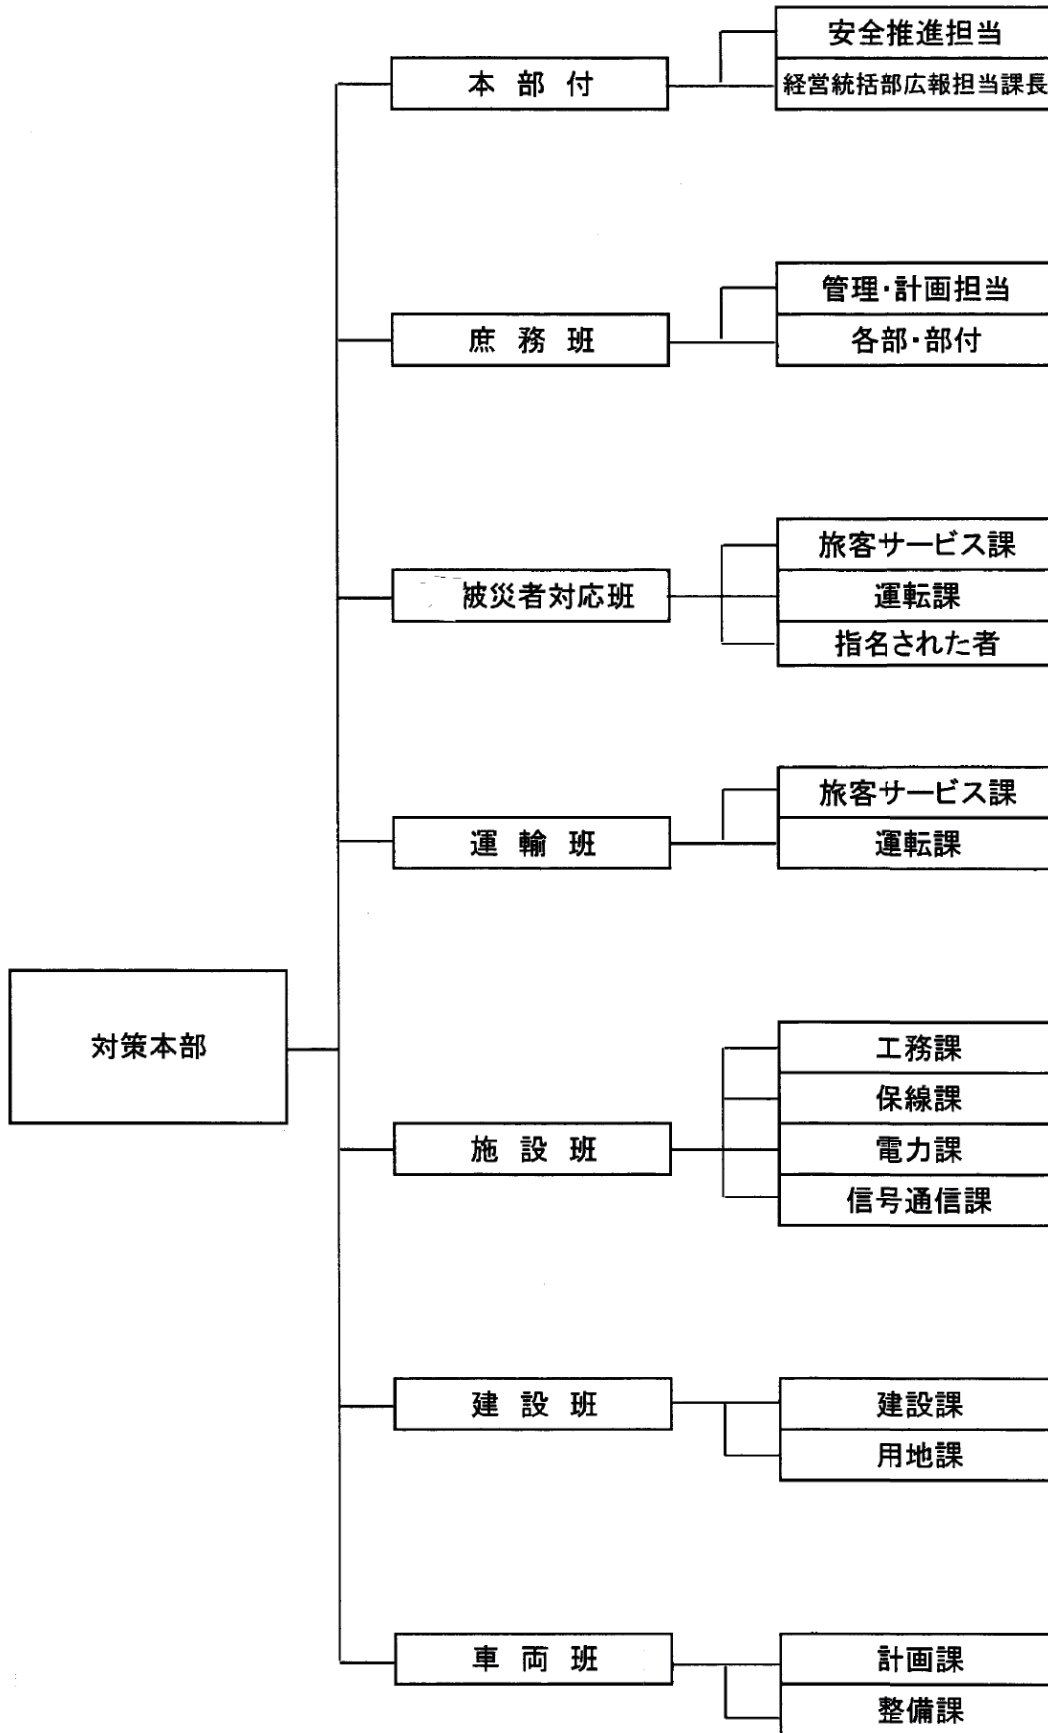 安全推進担当
本部付
経営統括部広報担当課長
管理・計画担当
庶務班
各部・部付
旅客サービス課
被災者対応班
運転課
指名された者
旅客サービス課
運輸班
運転課
対策本部
工務課
保線課
施設班
電力課
信号通信課
建設班
建設課
用地課
車両班
計画課
整備課